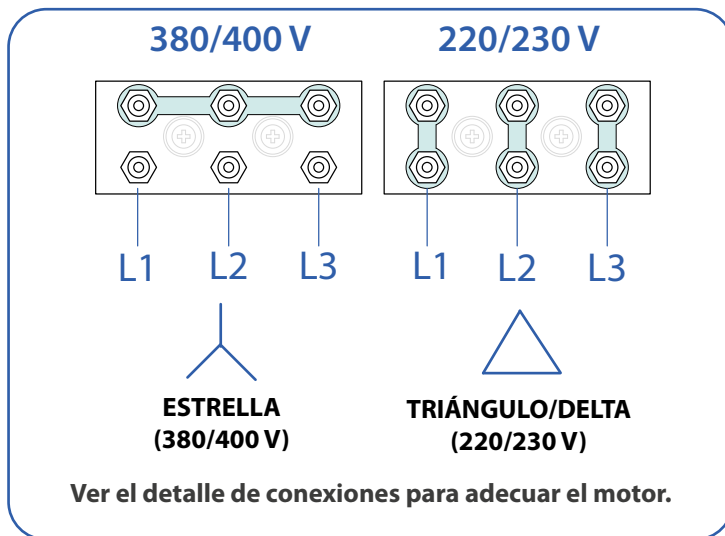 380/400 V 220/230 V
L1 L2 L3 L1 L2 L3
ESTRELLA
(380/400 V)
TRIÁNGULO/DELTA
(220/230 V)
Ver el detalle de conexiones para adecuar el motor.